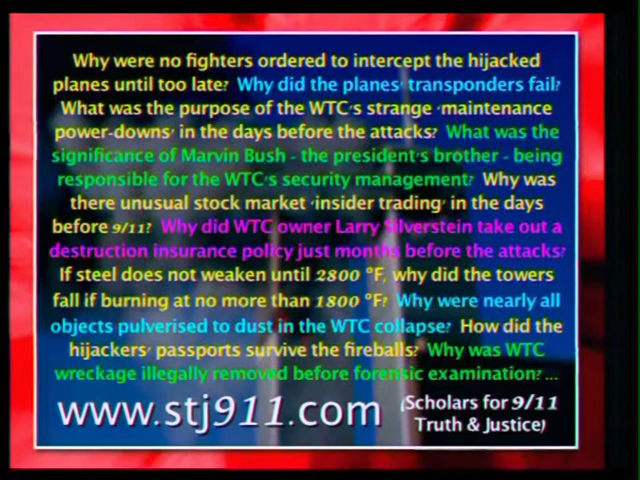 Why were no fighters ordered to intercept the hijacked
planes until too late? Why did the planes' transponders fail?
What was the purpose of the WTC's strange 'maintenance
power-downs' in the days before the attacks? What was the
significance of Marvin Bush - the president's brother - being
responsible for the WTC's security management? Why was
there unusual stock market 'insider trading' in the days
before 9/11? Why did WTC owner Larry Silverstein take out a
destruction insurance policy just months before the attacks?
If steel does not weaken until 2800 °F, why did the towers
fall if burning at no more than 1800 °F? Why were nearly all
objects pulverised to dust in the WTC collapse? How did the
hijackers' passports survive the fireballs? Why was WTC
wreckage illegally removed before forensic examination? ...
www.stj911.com (Scholars for 9/11
Truth & Justice)